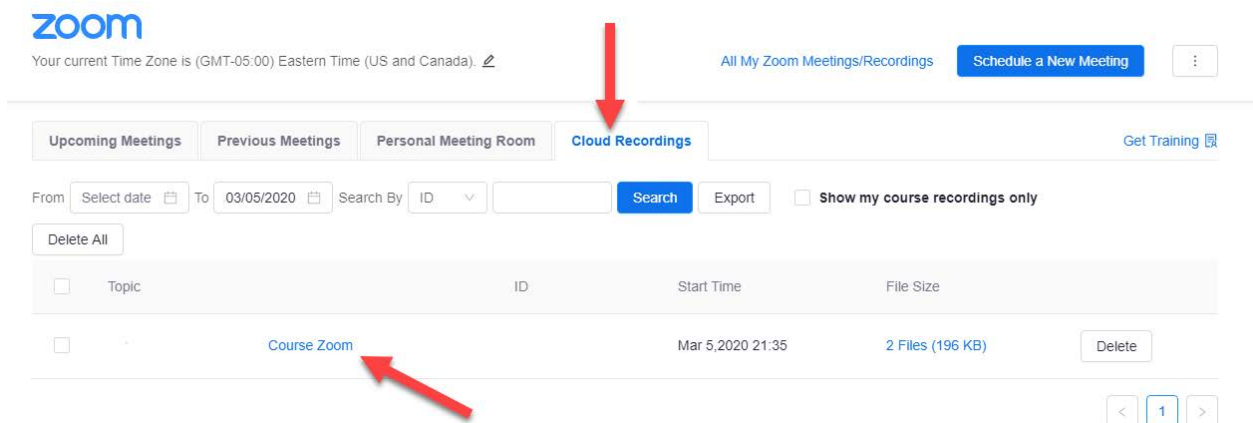 zoom
Your current Time Zone is (GMT-05:00) Eastern Time (US and Canada).
All My Zoom Meetings/Recordings Schedule a New Meeting
Upcoming Meetings Previous Meetings Personal Meeting Room Cloud Recordings Get Training
From Select date To 03/05/2020 Search By ID Search Export Show my course recordings only
Delete All
Topic ID Start Time File Size
Course Zoom Mar 5,2020 21:35 2 Files (196 KB) Delete
< 1 >